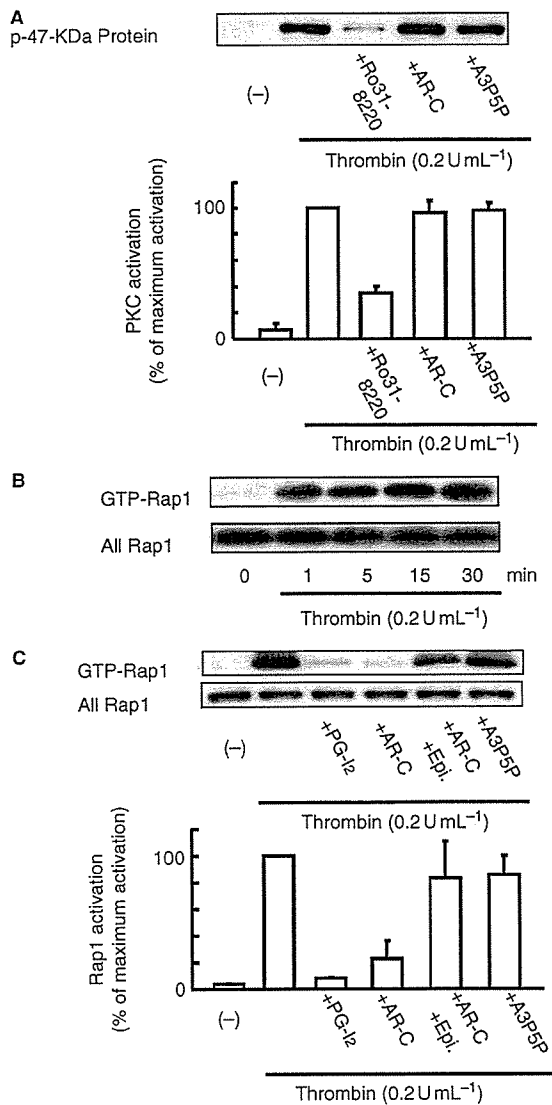 A
p-47-KDa Protein
(–)
+Ro31-
8220
+AR-C
+A3P5P
Thrombin (0.2 U mL–1)
PKC activation
(% of maximum activation)
100
0
(–)
+Ro31-
8220
+AR-C
+A3P5P
Thrombin (0.2 U mL–1)
B
GTP-Rap1
All Rap1
0 1 5 15 30 min
Thrombin (0.2 U mL–1)
C
GTP-Rap1
All Rap1
(–)
+PG-I2
+AR-C
+AR-C
+Epi.
+A3P5P
Thrombin (0.2 U mL–1)
Rap1 activation
(% of maximum activation)
100
0
(–)
+PG-I2
+AR-C
+AR-C
+Epi.
+A3P5P
Thrombin (0.2 U mL–1)